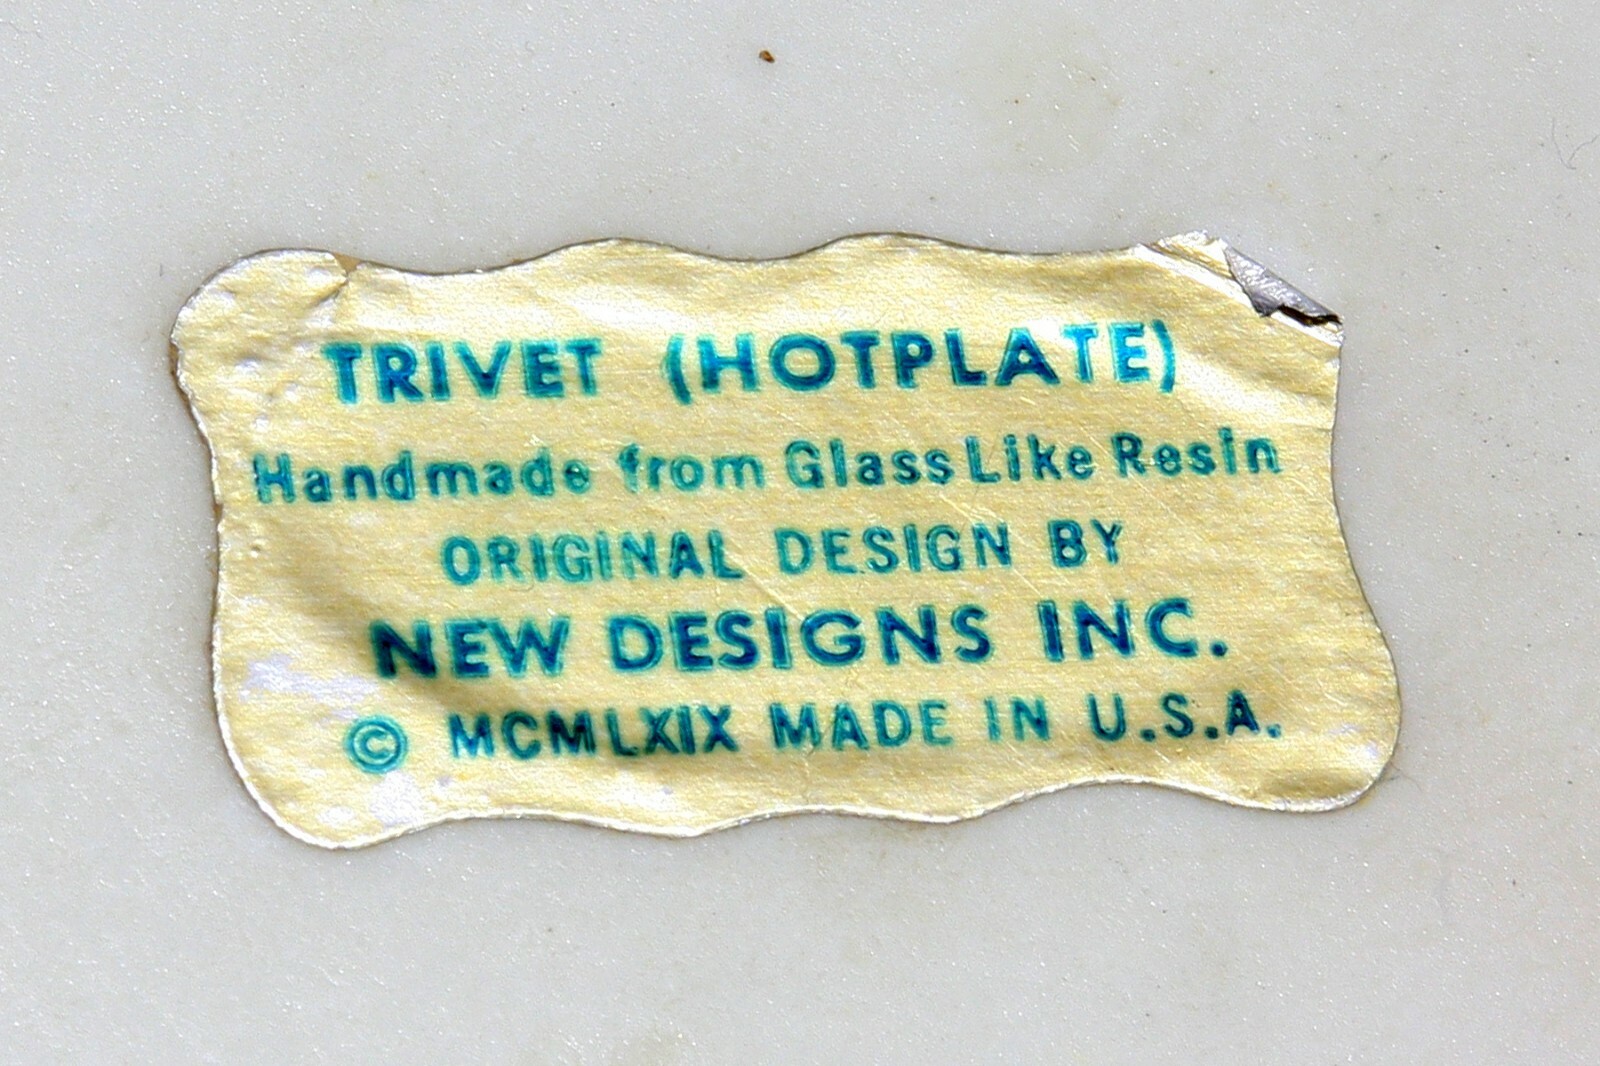 TRIVET (HOTPLATE)
Handmade from Glass Like Resin
ORIGINAL DESIGN BY
NEW DESIGNS INC.
© MCMLXIX MADE IN U.S.A.